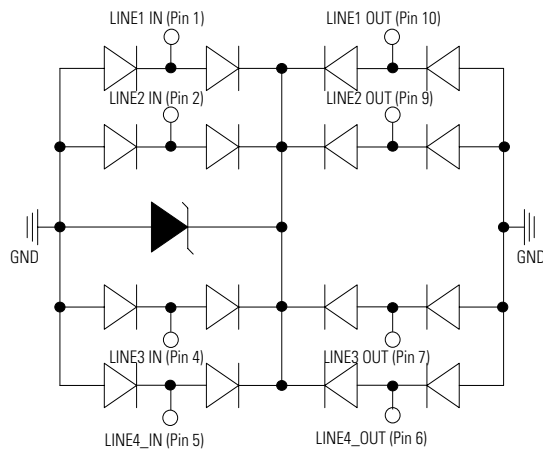 LINE1 IN (Pin 1)
LINE1 OUT (Pin 10)
LINE2 IN (Pin 2)
LINE2 OUT (Pin 9)
GND
GND
LINE3 IN (Pin 4)
LINE3 OUT (Pin 7)
LINE4_IN (Pin 5)
LINE4_OUT (Pin 6)